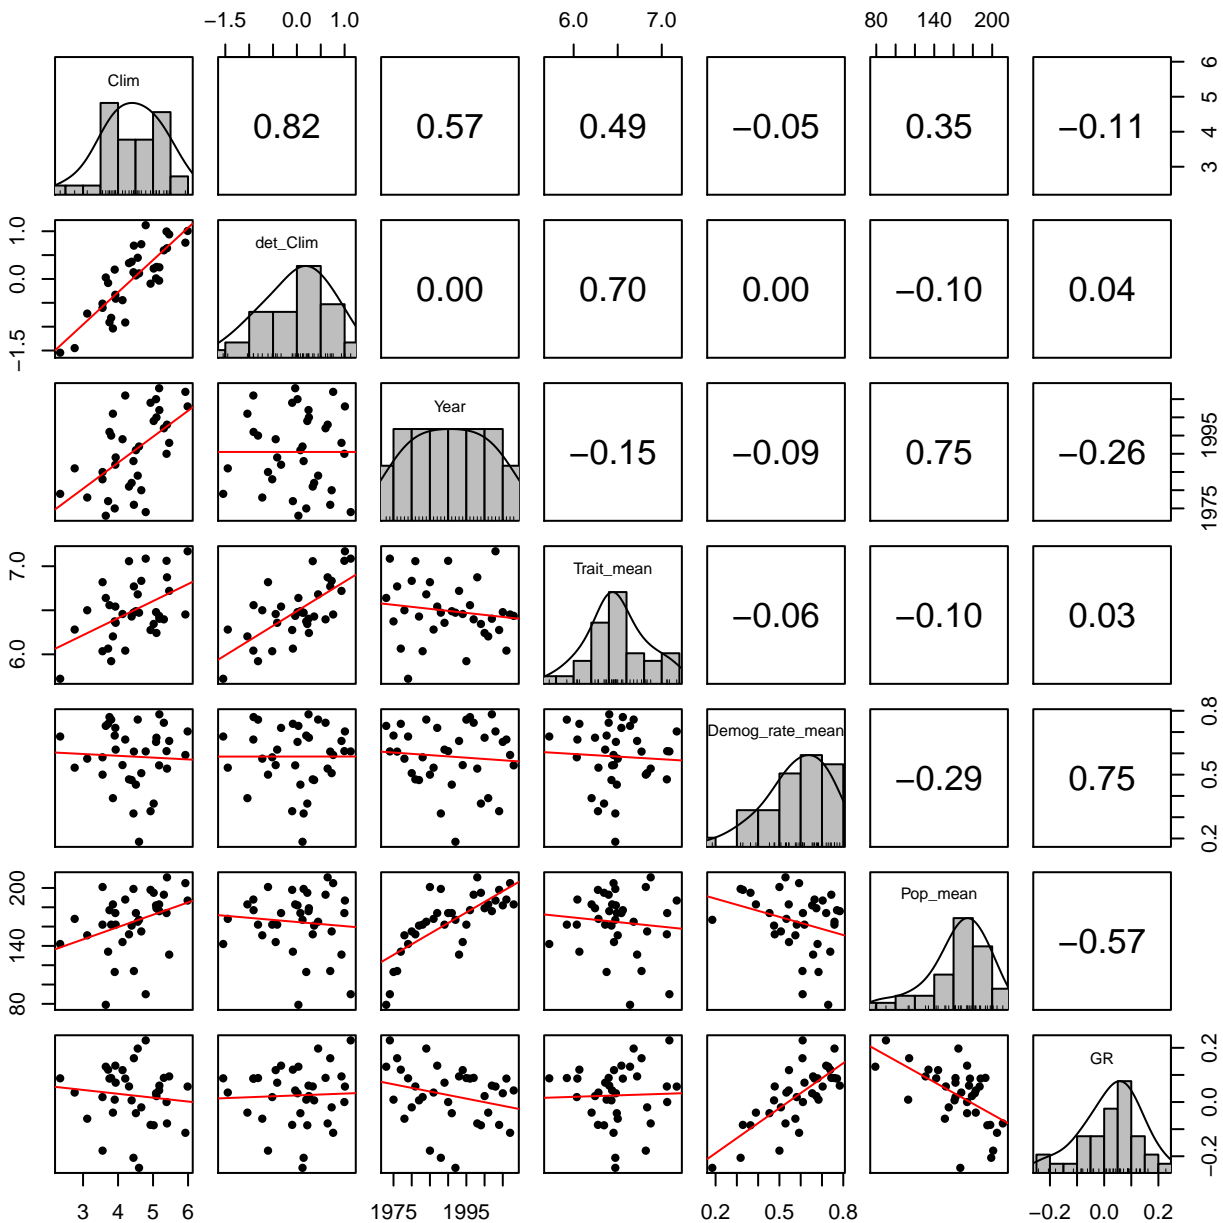 −1.5 0.0 1.0 6.0 7.0 80 140 200
Clim 0.82 0.57 0.49 −0.05 0.35 −0.11 3 4 5 6
−1.5 0.0 1.0 det_Clim 0.00 0.70 0.00 −0.10 0.04
Year −0.15 −0.09 0.75 −0.26 1975 1995
6.0 7.0 Trait_mean −0.06 −0.10 0.03
Demog_rate_mean −0.29 0.75 0.2 0.5 0.8
80 140 200 Pop_mean −0.57
GR −0.2 0.0 0.2
3 4 5 6 1975 1995 0.2 0.5 0.8 −0.2 0.0 0.2